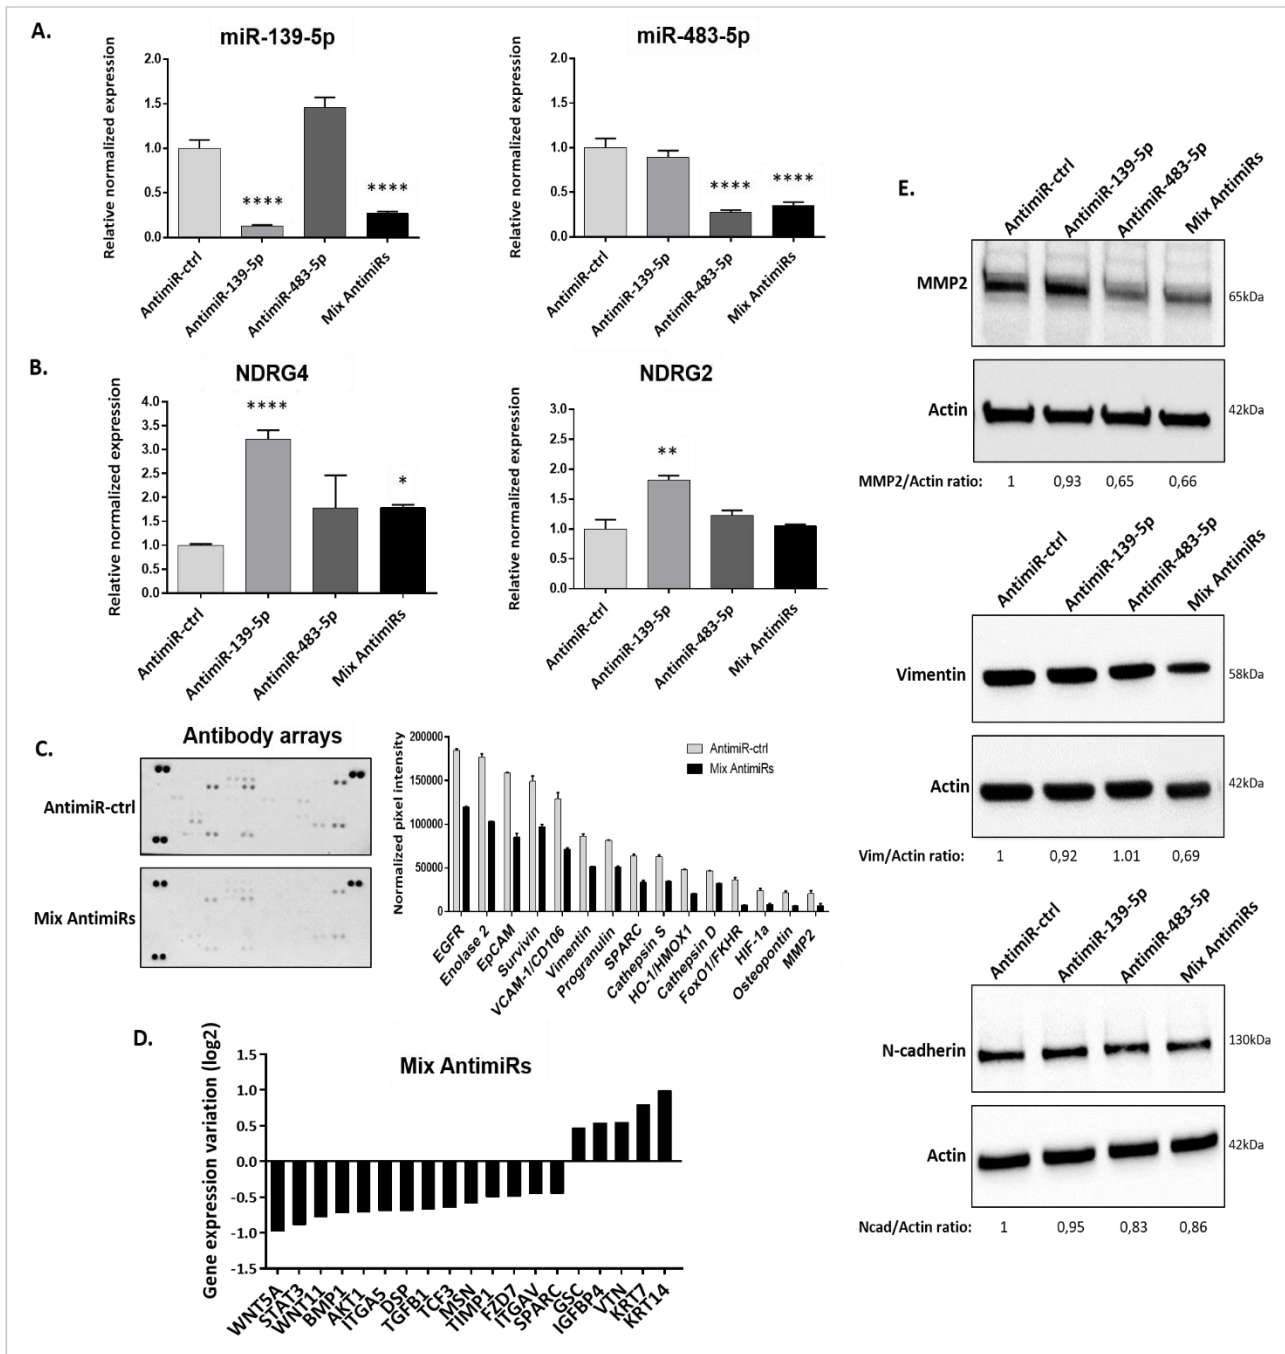 A.
miR-139-5p
Relative normalized expression
2.0
1.5
1.0
0.5
0.0
****
****
AntimiR-ctrl
AntimiR-139-5p
AntimiR-483-5p
Mix AntimiRs
miR-483-5p
Relative normalized expression
2.0
1.5
1.0
0.5
0.0
****
****
AntimiR-ctrl
AntimiR-139-5p
AntimiR-483-5p
Mix AntimiRs
B.
NDRG4
Relative normalized expression
4.0
3.5
3.0
2.5
2.0
1.5
1.0
0.5
0.0
****
*
AntimiR-ctrl
AntimiR-139-5p
AntimiR-483-5p
Mix AntimiRs
NDRG2
Relative normalized expression
3.0
2.5
2.0
1.5
1.0
0.5
0.0
**
AntimiR-ctrl
AntimiR-139-5p
AntimiR-483-5p
Mix AntimiRs
C.
Antibody arrays
AntimiR-ctrl
Mix AntimiRs
Normalized pixel intensity
200000
150000
100000
50000
0
AntimiR-ctrl
Mix AntimiRs
EGFR
Enolase 2
EpCAM
Survivin
VCAM-1/CD106
Vimentin
Progranulin
SPARC
Cathepsin S
HO-1/HMOX1
Cathepsin D
FoxO1/FKHR
HIF-1a
Osteopontin
MMP2
D.
Mix AntimiRs
Gene expression variation (log2)
1.5
1.0
0.5
0.0
-0.5
-1.0
-1.5
WNT5A
STAT3
WNT11
BMP1
AKT1
ITGA5
DSP
TGFB1
TCF3
MSN
TIMP1
FZD7
ITGAV
SPARC
GSC
IGFBP4
VTN
KRT7
KRT14
E.
AntimiR-ctrl
AntimiR-139-5p
AntimiR-483-5p
Mix AntimiRs
MMP2
65kDa
Actin
42kDa
MMP2/Actin ratio: 1 0,93 0,65 0,66
AntimiR-ctrl
AntimiR-139-5p
AntimiR-483-5p
Mix AntimiRs
Vimentin
58kDa
Actin
42kDa
Vim/Actin ratio: 1 0,92 1.01 0,69
AntimiR-ctrl
AntimiR-139-5p
AntimiR-483-5p
Mix AntimiRs
N-cadherin
130kDa
Actin
42kDa
Ncad/Actin ratio: 1 0,95 0,83 0,86